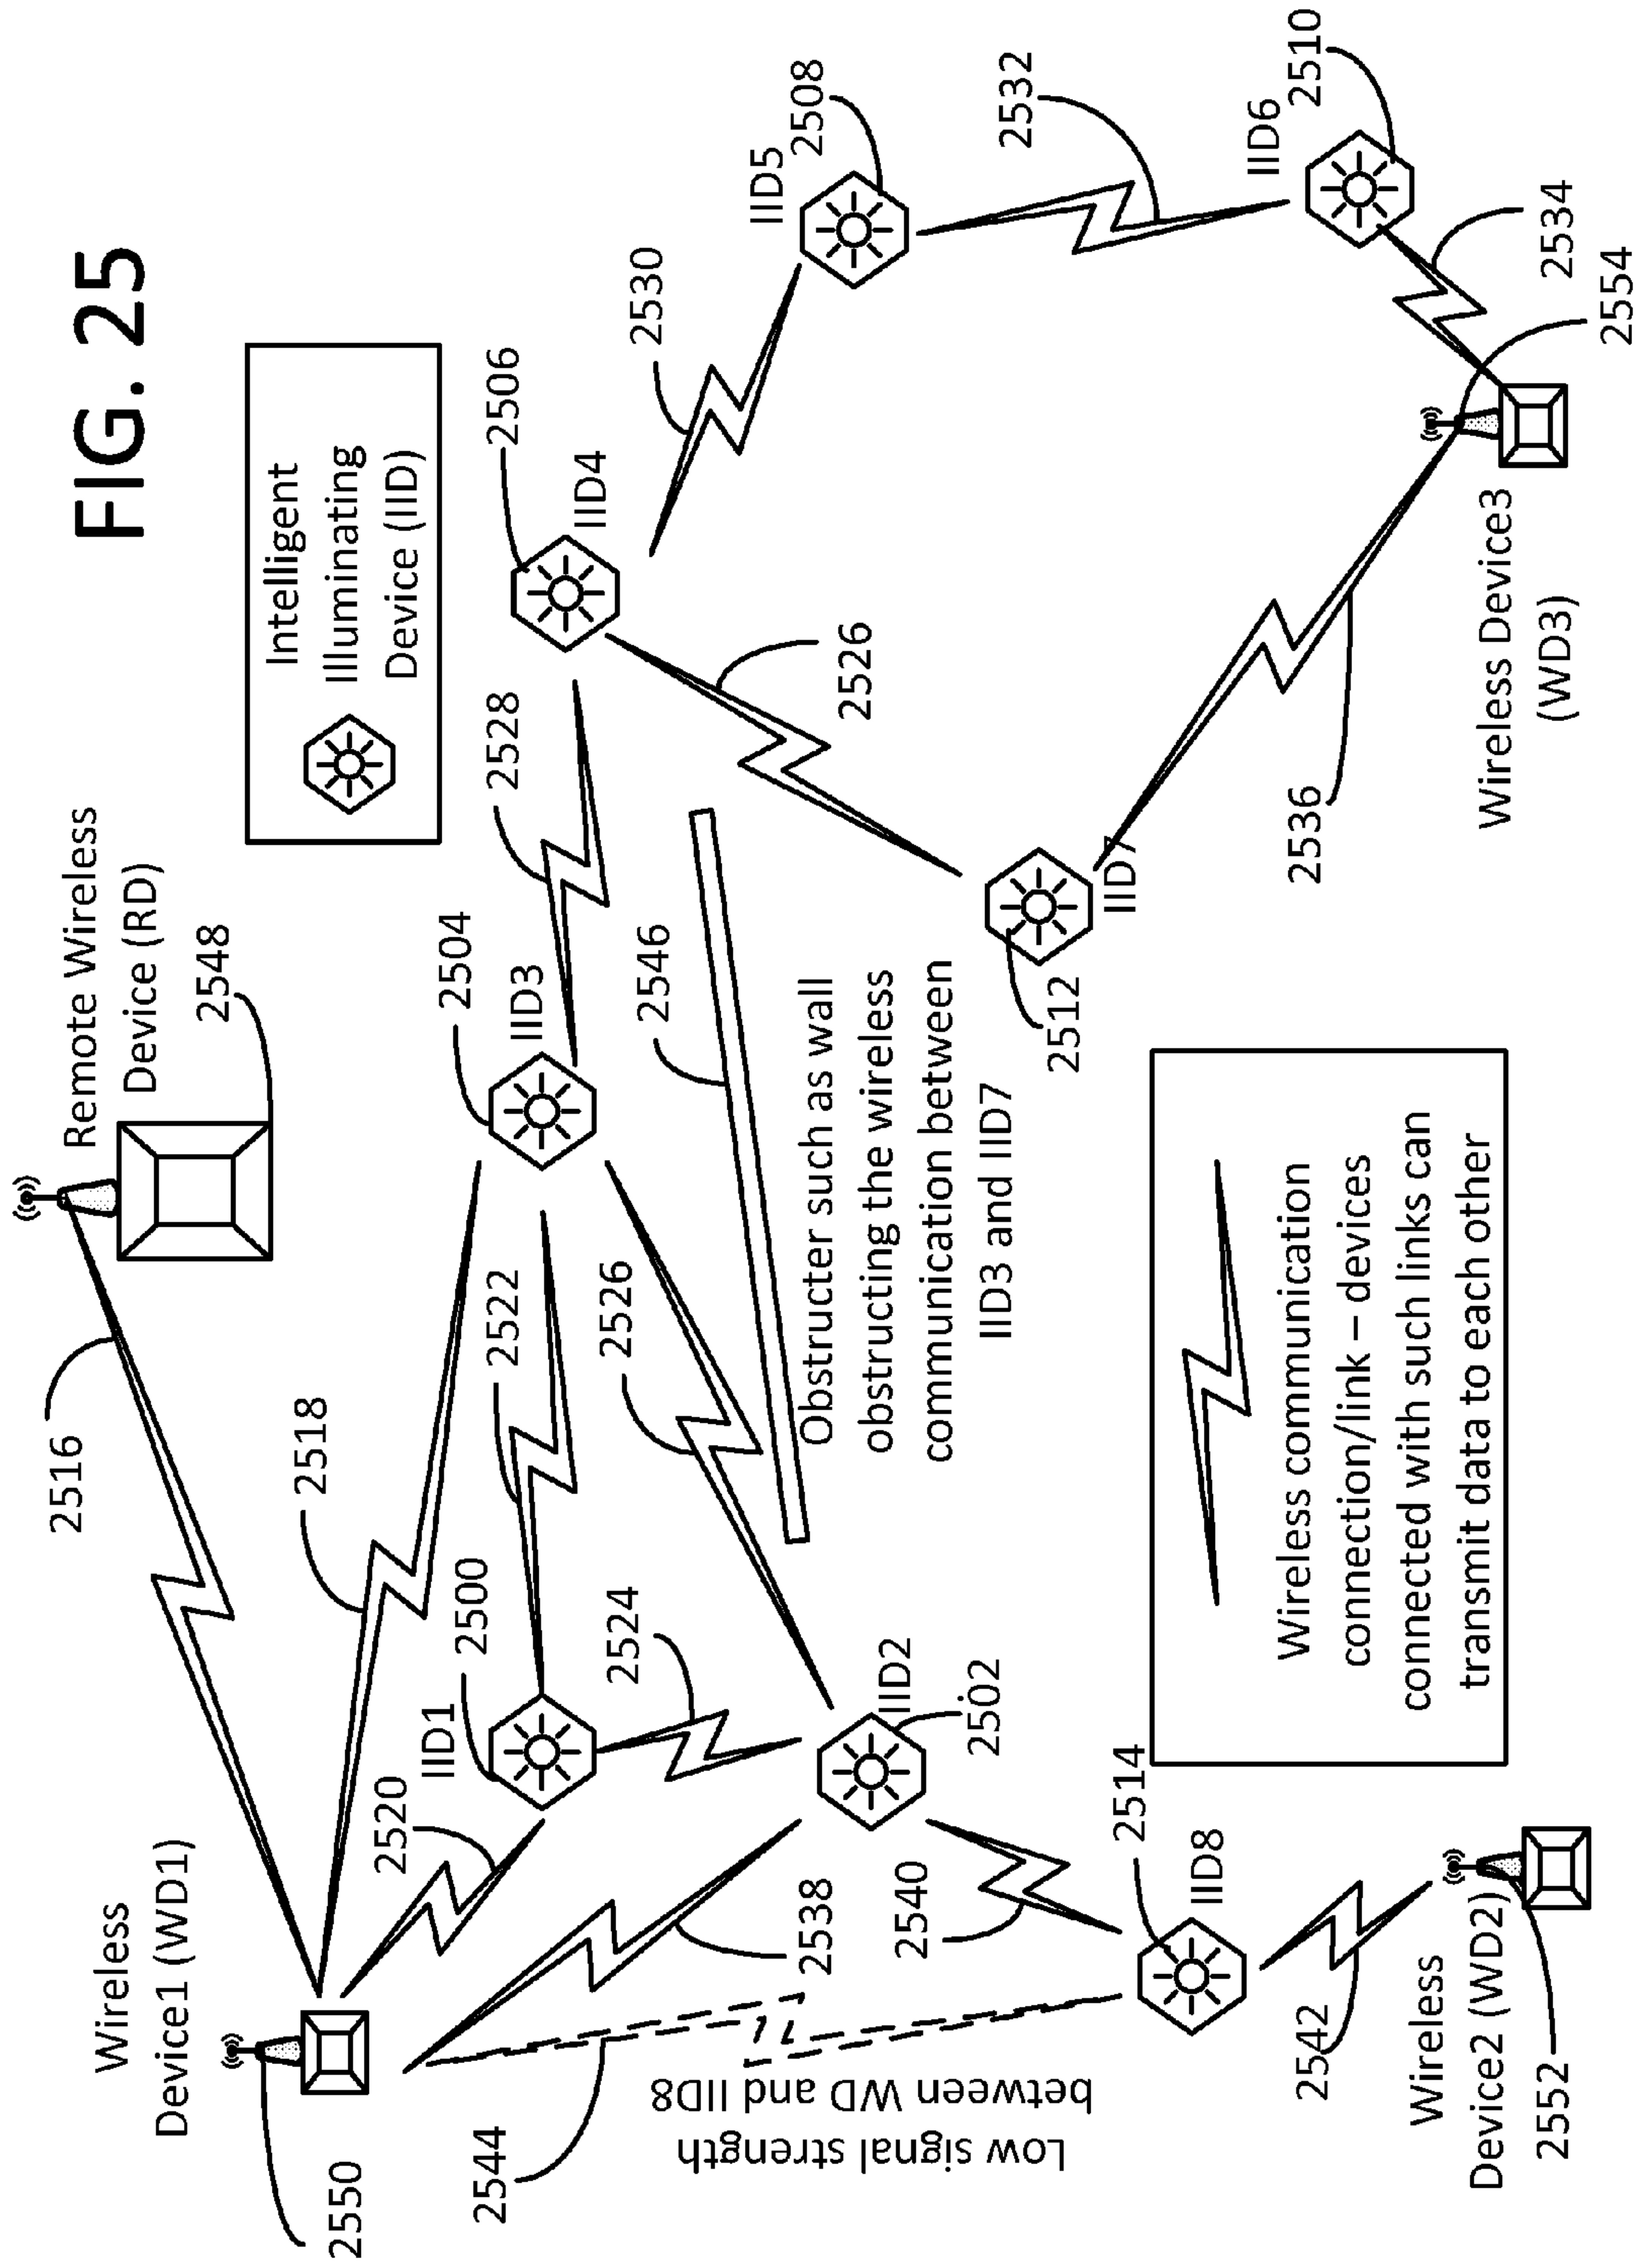 FIG. 25
Remote Wireless
Device (RD)
2548
Intelligent
Illuminating
Device (IID)
Wireless
Device1 (WD1)
2550
2516
2518
2520
IID1
2500
2522
2504
IID3
2528
2506
IID4
2530
IID5
2508
2532
IID6
2510
2534
2554
2524
2526
2546
2526
2538
2544
Low signal strength
between WD and IID8
IID2
2502
2540
2514
IID8
2542
Wireless
Device2 (WD2)
2552
Obstructer such as wall
obstructing the wireless
communication between
IID3 and IID7
2512
IID7
2536
Wireless Device3
(WD3)
Wireless communication
connection/link – devices
connected with such links can
transmit data to each other